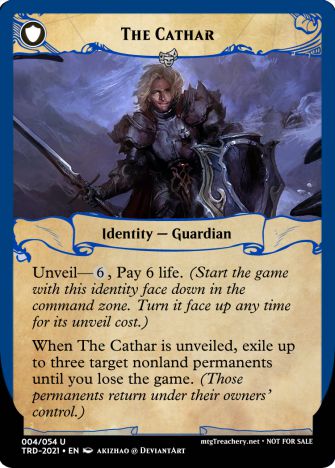 The Cathar
Identity — Guardian
Unveil—6, Pay 6 life. (Start the game
with this identity face down in the
command zone. Turn it face up any time
for its unveil cost.)
When The Cathar is unveiled, exile up
to three target nonland permanents
until you lose the game. (Those
permanents return under their owners'
control.)
004/054 U
mtgTreachery.net • NOT FOR SALE
TRD-2021 • EN akizhao @ DeviantArt